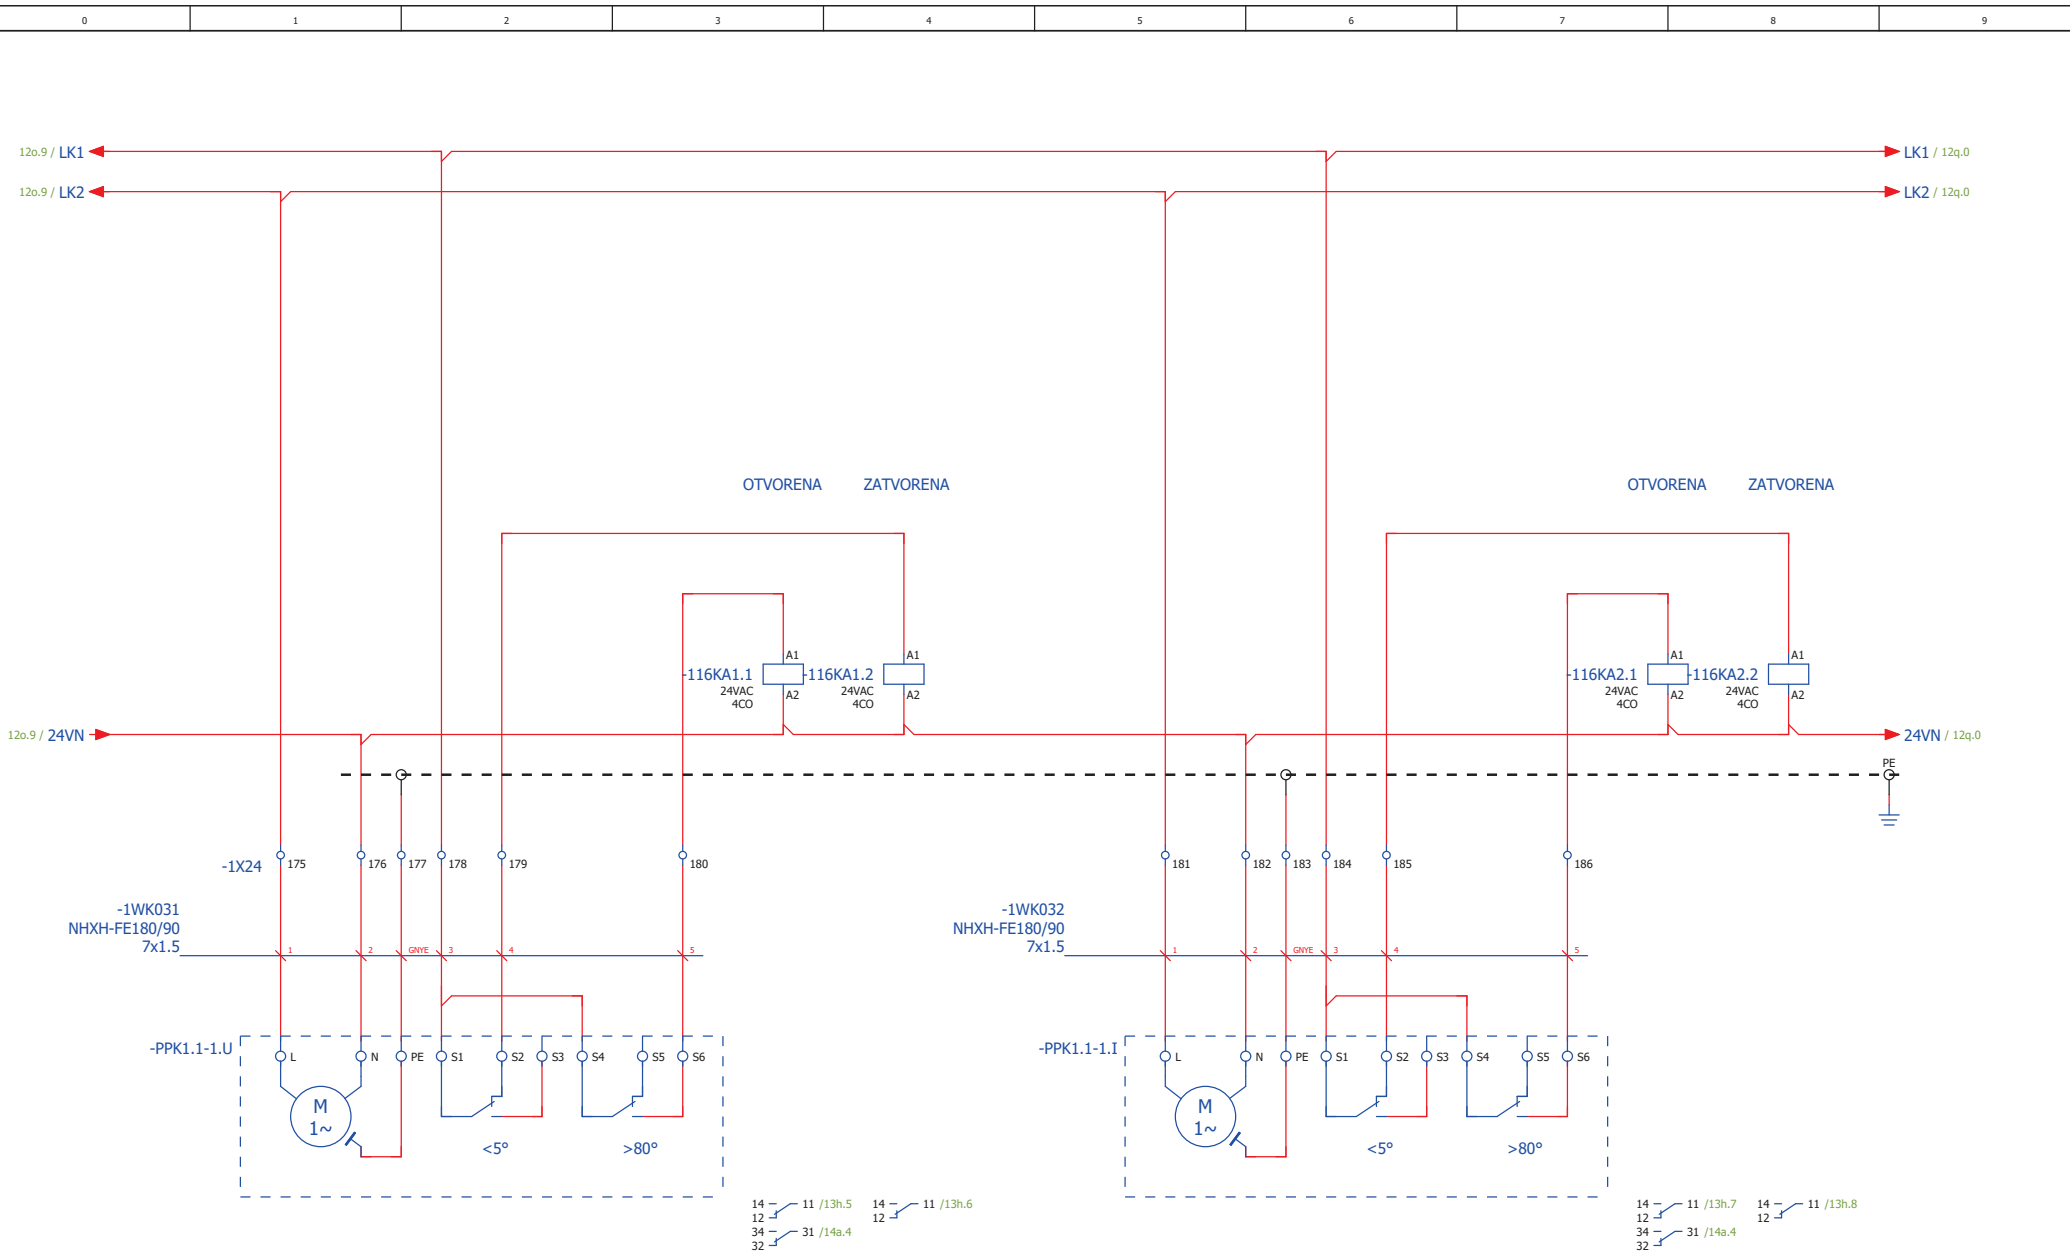 0 1 2 3 4 5 6 7 8 9
12o.9 / LK1 LK1 / 12q.0
12o.9 / LK2 LK2 / 12q.0
OTVORENA ZATVORENA OTVORENA ZATVORENA
A1 A1 A1 A1
-116KA1.1 -116KA1.2 -116KA2.1 -116KA2.2
24VAC A2 24VAC A2 24VAC A2 24VAC A2
4CO 4CO 4CO 4CO
12o.9 / 24VN 24VN / 12q.0
PE
-1X24 175 176 177 178 179 180 181 182 183 184 185 186
-1WK031 -1WK032
NHXH-FE180/90 NHXH-FE180/90
7x1.5 1 2 GNYE 3 4 5 7x1.5 1 2 GNYE 3 4 5
-PPK1.1-1.U L N PE S1 S2 S3 S4 S5 S6 -PPK1.1-1.I L N PE S1 S2 S3 S4 S5 S6
M M
1~ 1~
<5° >80° <5° >80°
14 11 /13h.5 14 11 /13h.6 14 11 /13h.7 14 11 /13h.8
12 12 12 12
34 31 /14a.4 34 31 /14a.4
32 32